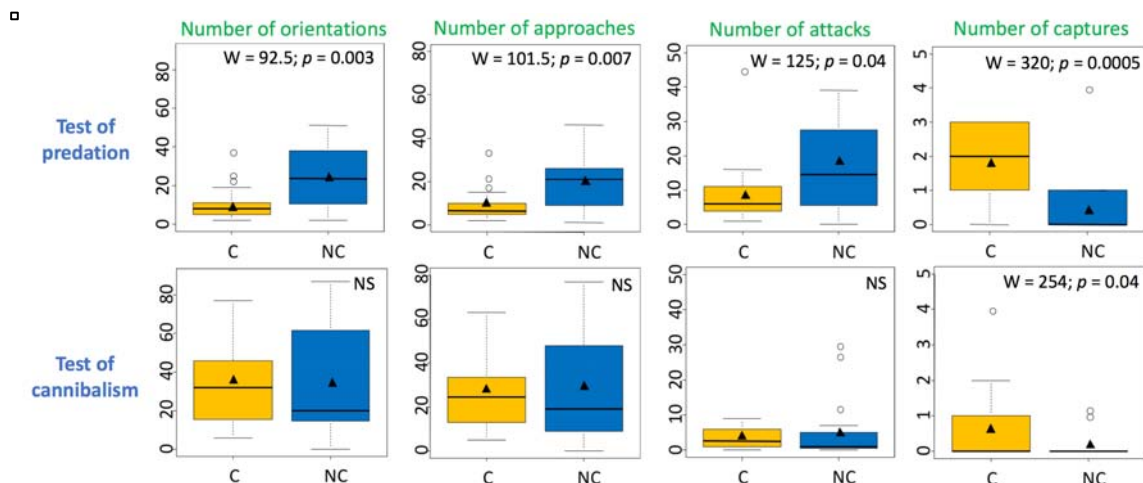 Number of orientations
Number of approaches
Number of attacks
Number of captures
Test of
predation
W = 92.5; p = 0.003
0 20 40 60 80
C NC
W = 101.5; p = 0.007
0 20 40 60 80
C NC
W = 125; p = 0.04
0 10 20 30 40 50
C NC
W = 320; p = 0.0005
0 1 2 3 4 5
C NC
Test of
cannibalism
NS
0 20 40 60 80
C NC
NS
0 20 40 60 80
C NC
NS
0 10 20 30 40 50
C NC
W = 254; p = 0.04
0 1 2 3 4 5
C NC